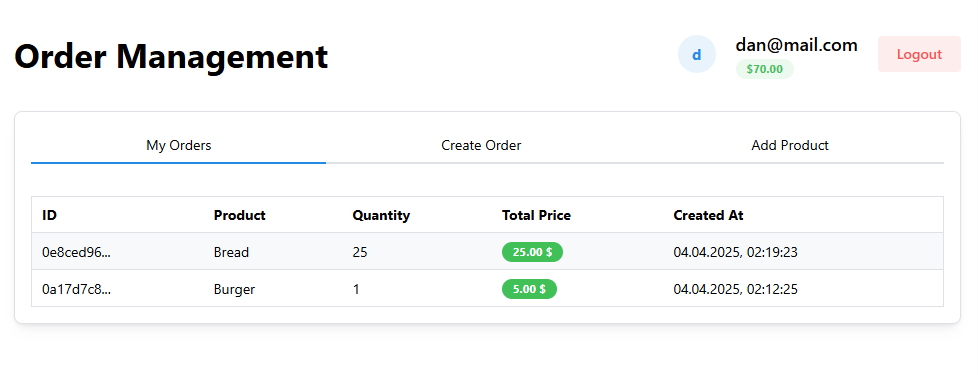 Order Management
d
dan@mail.com
$70.00
Logout
My Orders Create Order Add Product
ID Product Quantity Total Price Created At
0e8ced96... Bread 25 25.00 $ 04.04.2025, 02:19:23
0a17d7c8... Burger 1 5.00 $ 04.04.2025, 02:12:25